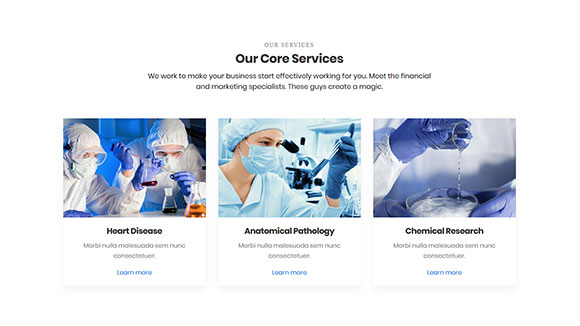 OUR SERVICES
Our Core Services
We work to make your business start effectively working for you. Meet the financial
and marketing specialists. These guys create a magic.
Heart Disease
Morbi nulla malesuada sem nunc
consectetuer.
Learn more
Anatomical Pathology
Morbi nulla malesuada sem nunc
consectetuer.
Learn more
Chemical Research
Morbi nulla malesuada sem nunc
consectetuer.
Learn more